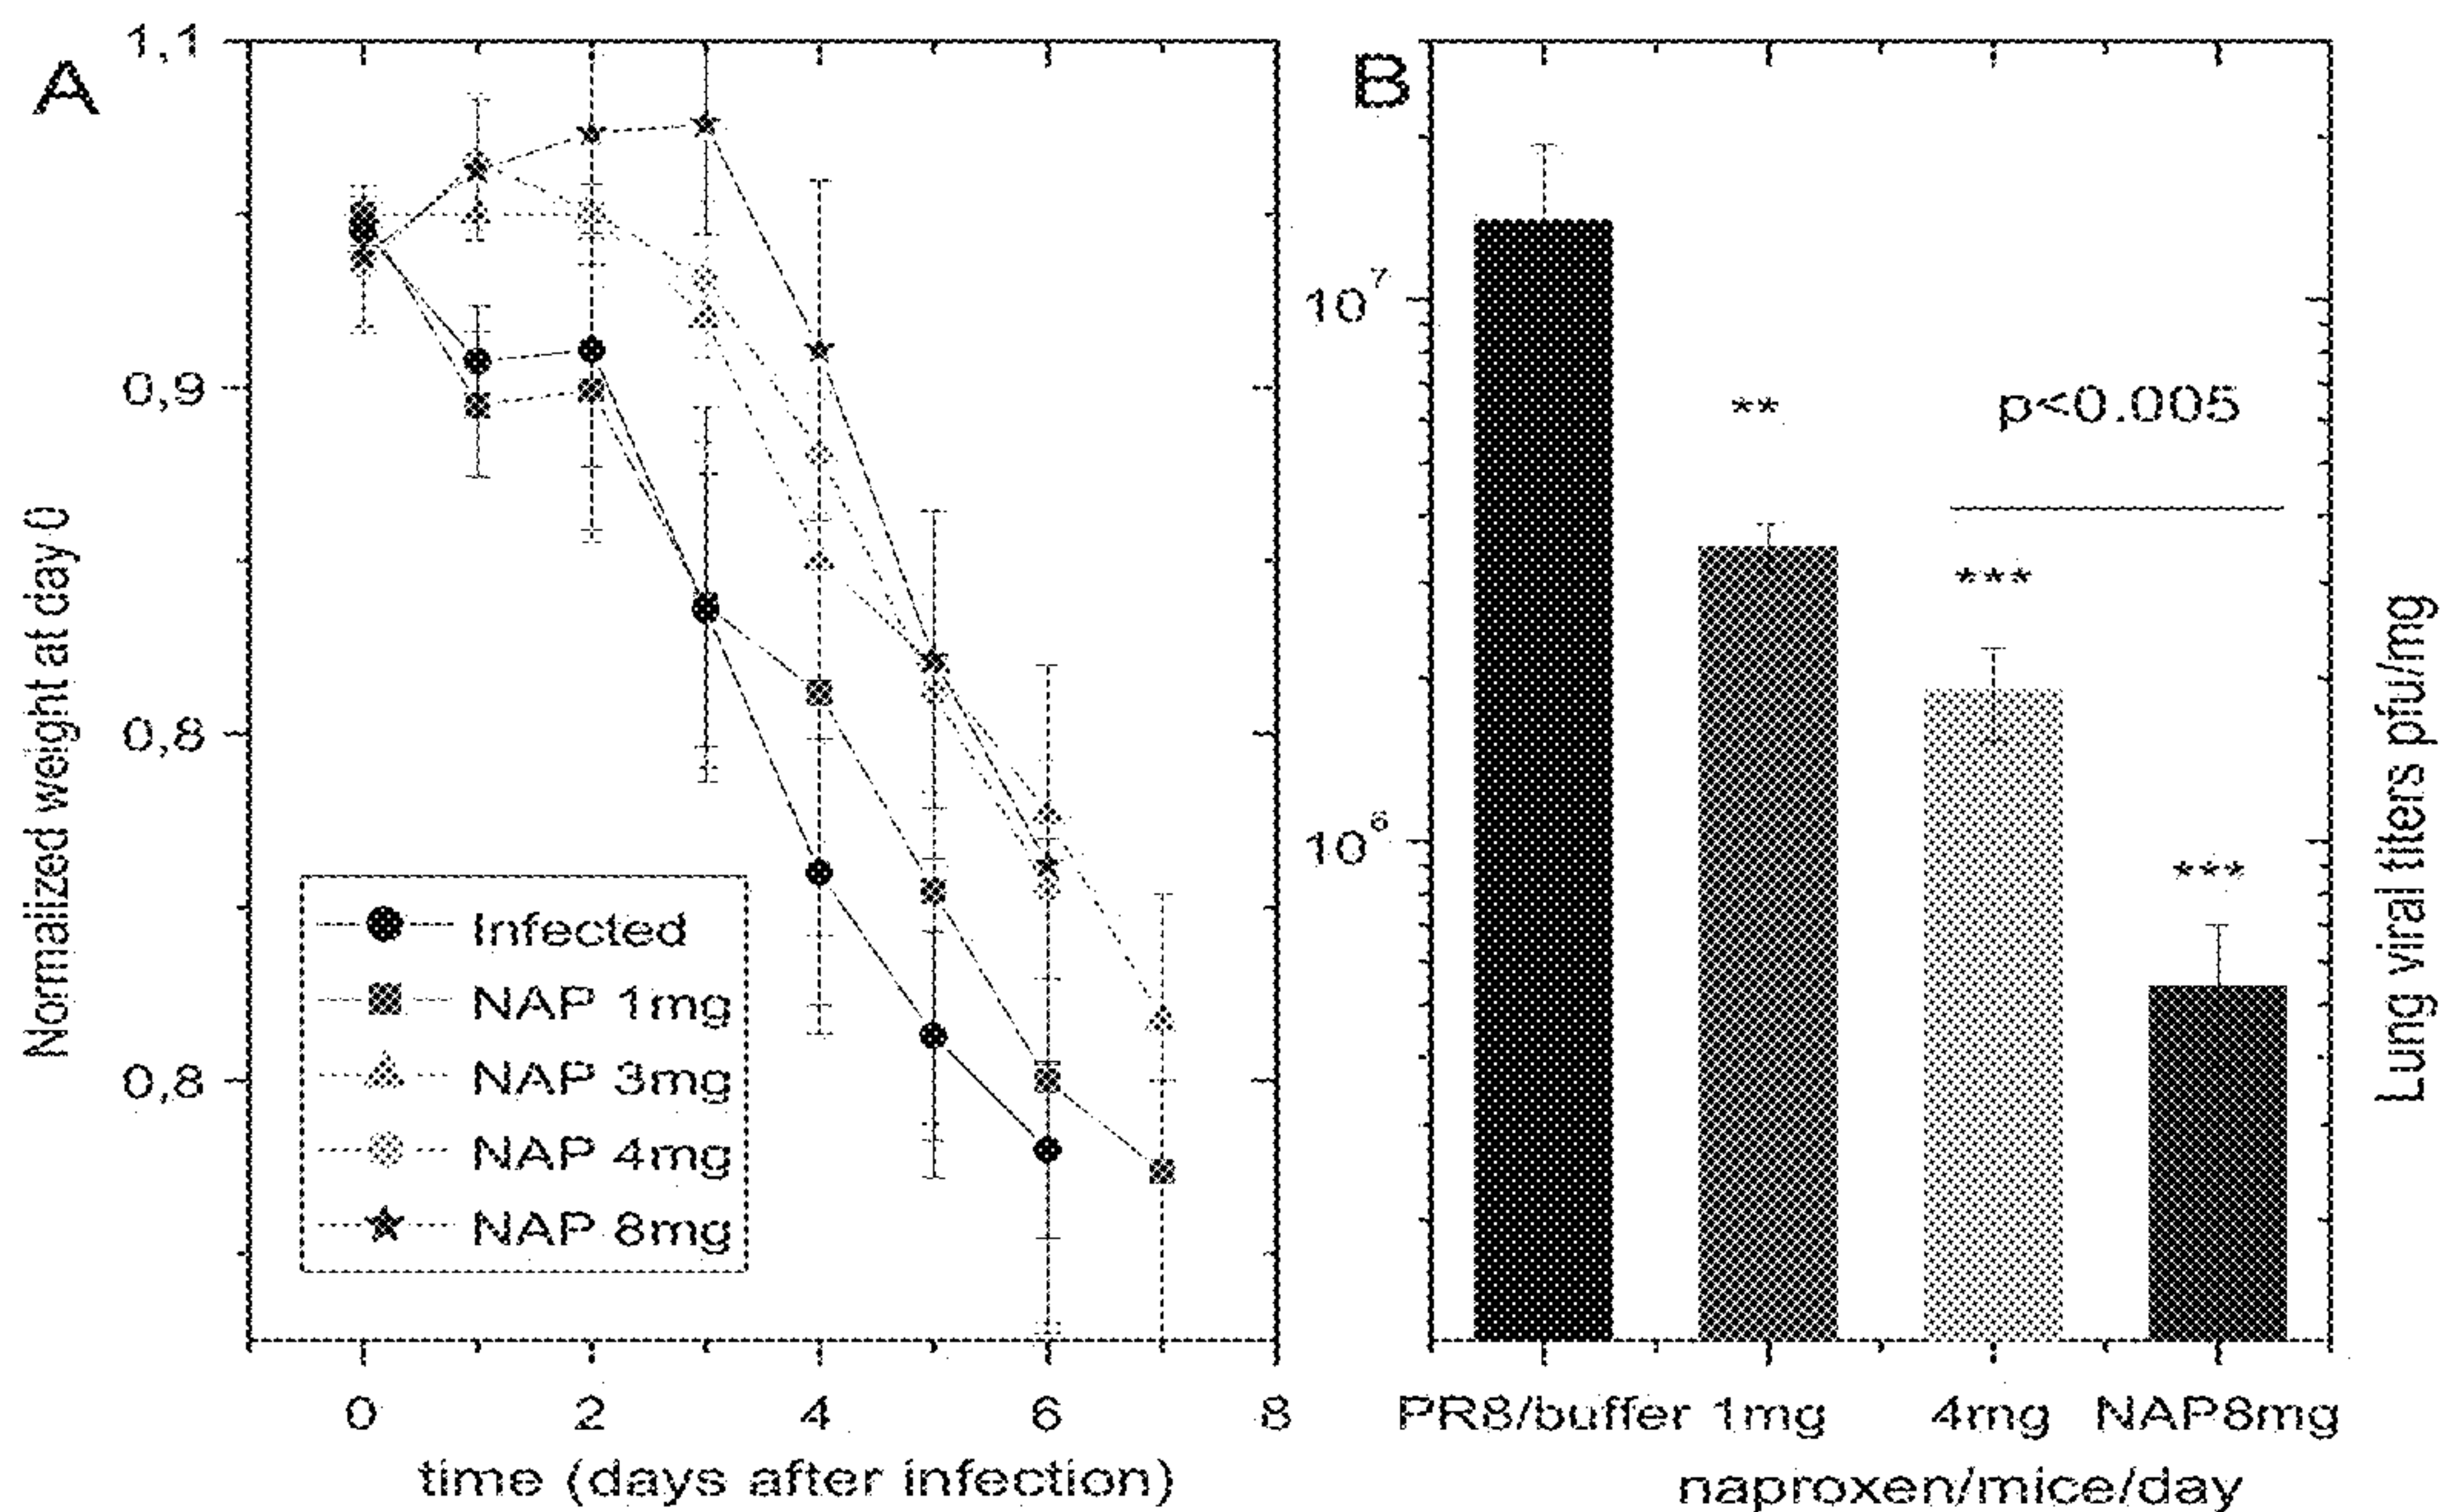 A
1,1
0,9
0,8
0,8
Normalized weight at day 0
Infected
NAP 1mg
NAP 3mg
NAP 4mg
NAP 8mg
0 2 4 6 8
time (days after infection)
B
10⁷
10⁶
**
p<0.005
***
***
Lung viral titers pfu/mg
PR8/buffer 1mg 4mg NAP8mg
naproxen/mice/day